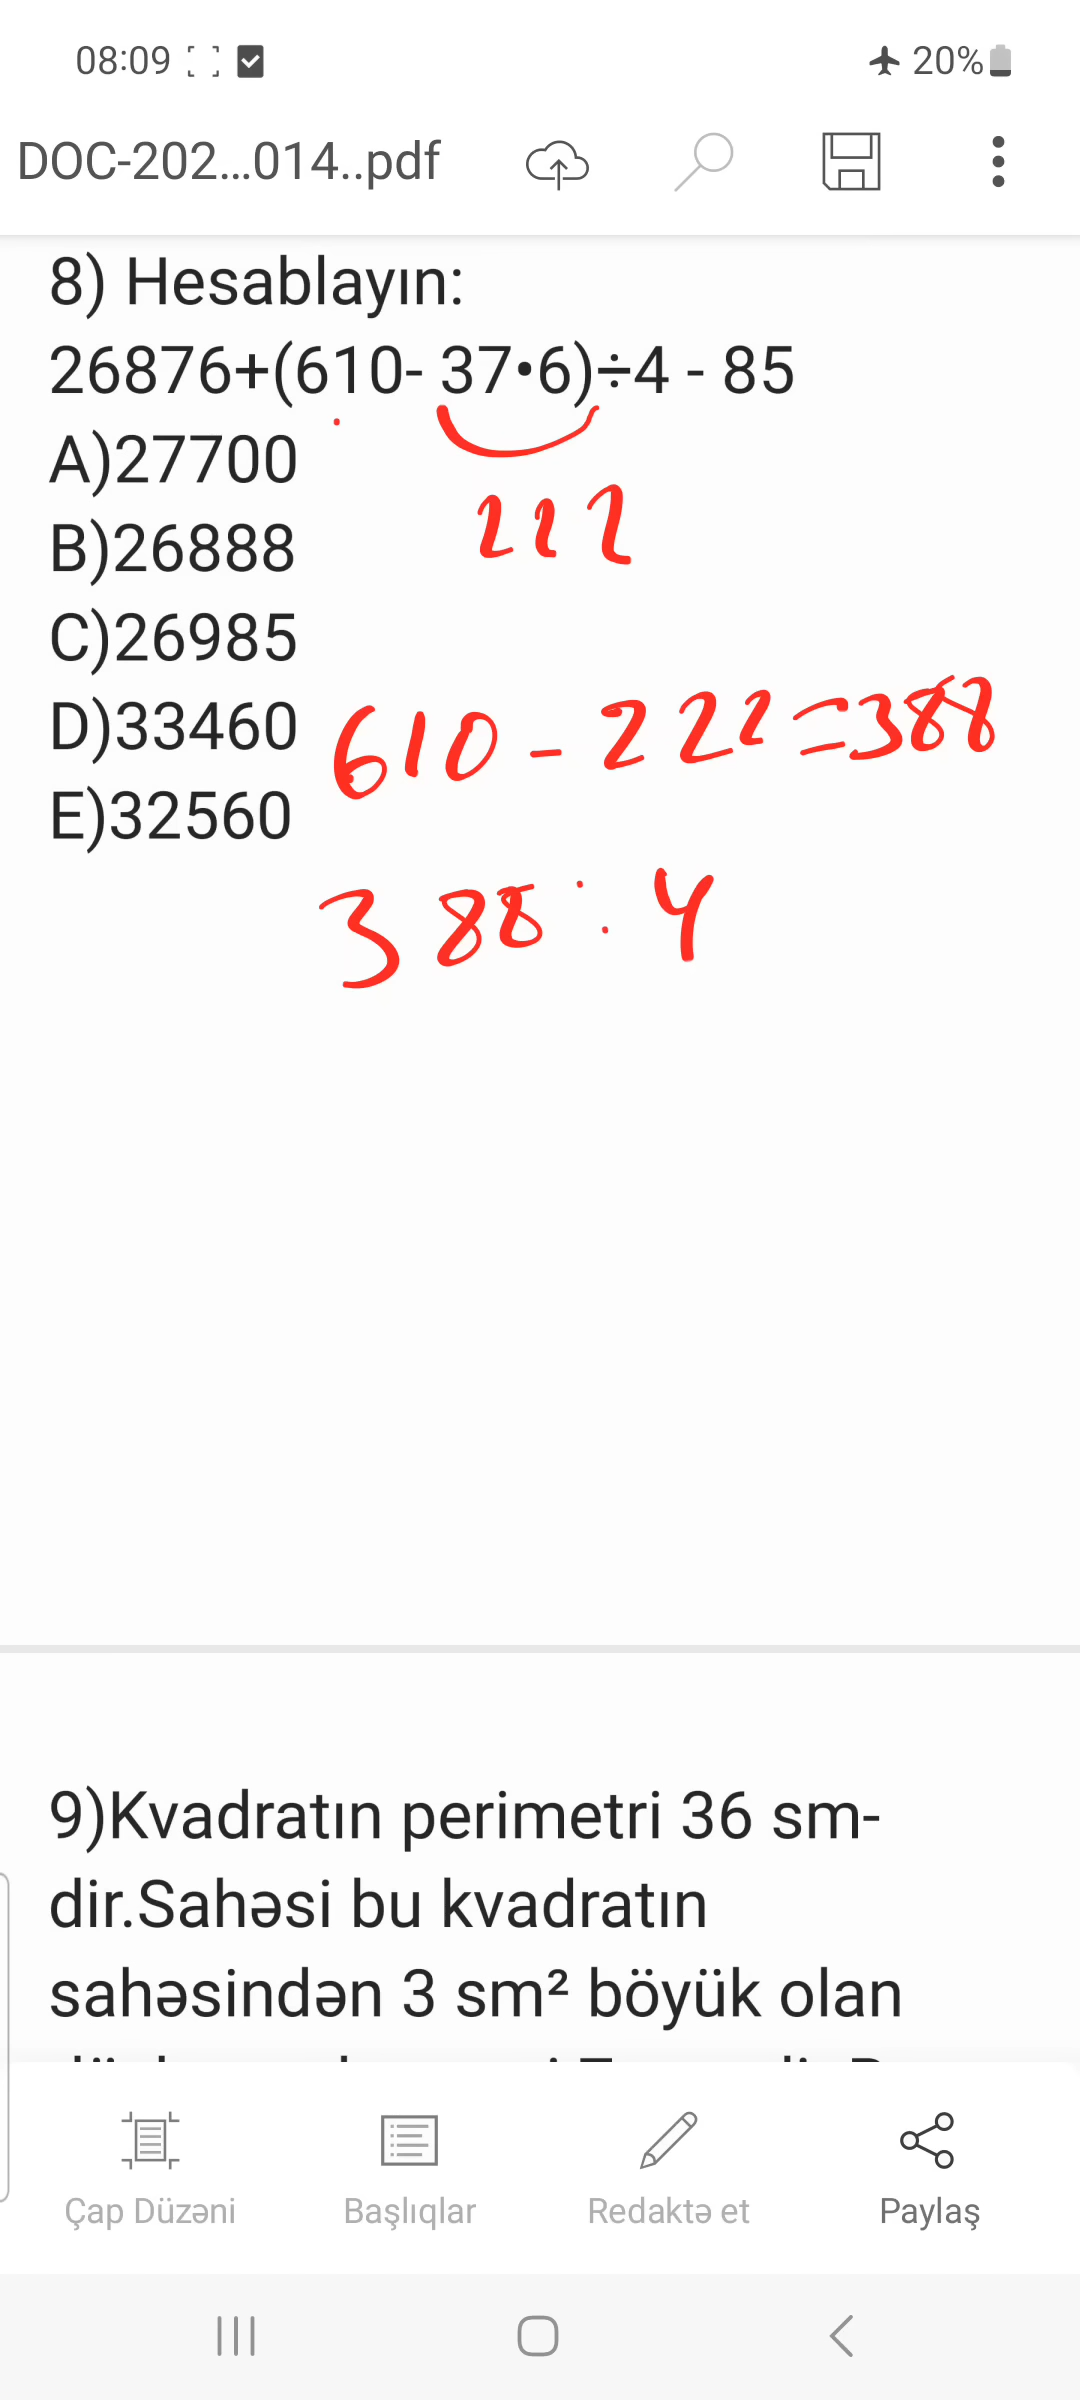 08:09 20%
DOC-202...014..pdf
8) Hesablayın:
26876+(610- 37•6)÷4 - 85
A)27700
B)26888
222
C)26985
D)33460
610 - 222 = 388
E)32560
388 : 4
9)Kvadratın perimetri 36 sm-
dir.Sahəsi bu kvadratın
sahəsindən 3 sm² böyük olan
Çap Düzəni Başlıqlar Redaktə et Paylaş